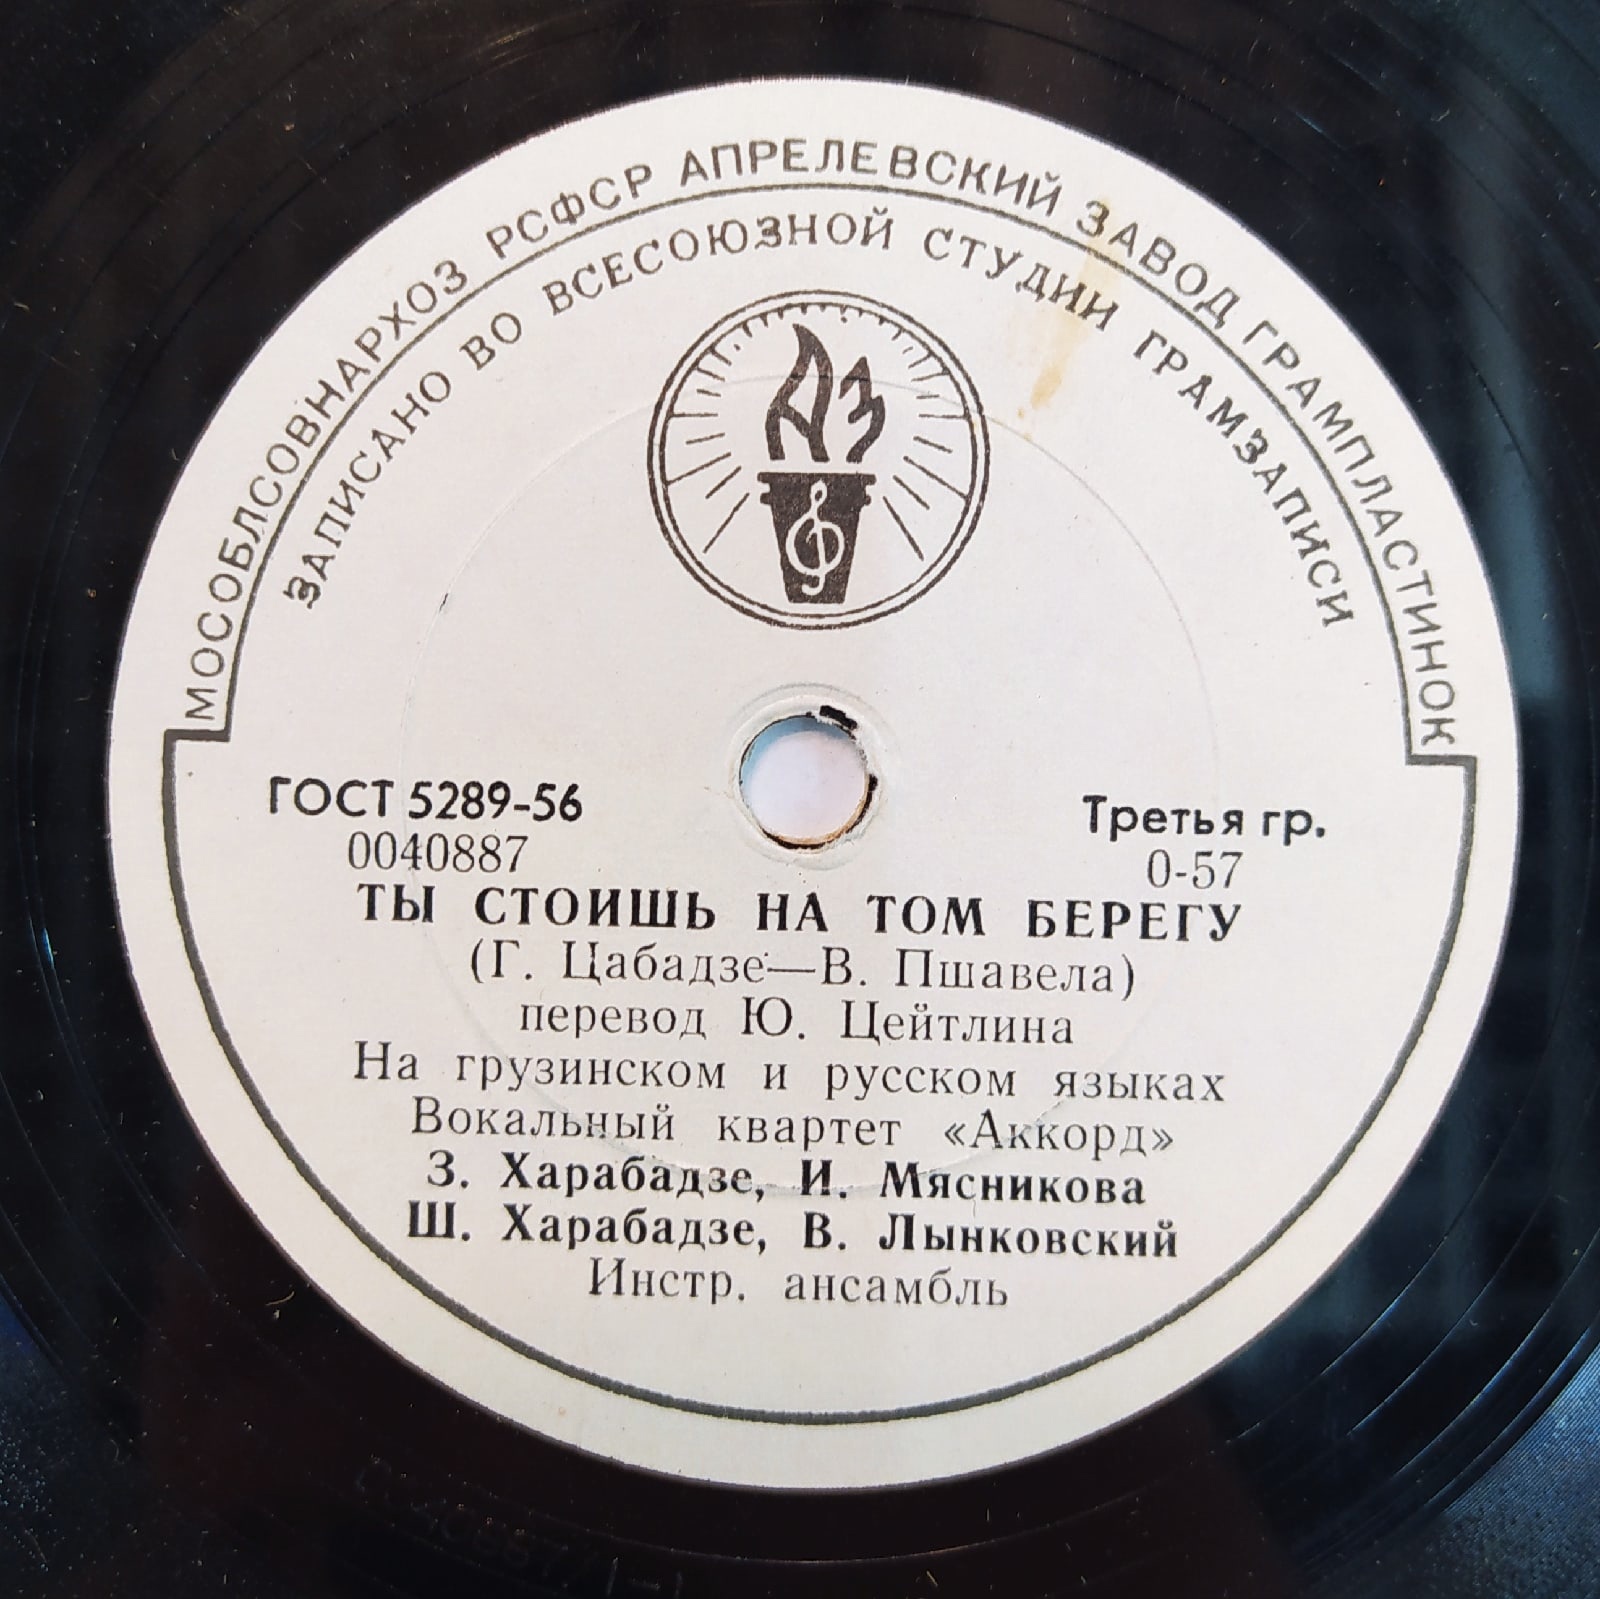 МОСОБЛСОВНАРХОЗ РСФСР АПРЕЛЕВСКИЙ ЗАВОД ГРАМПЛАСТИНОК
ЗАПИСАНО ВО ВСЕСОЮЗНОЙ СТУДИИ ГРАМЗАПИСИ
АЗ
ГОСТ 5289-56
Третья гр.
0040887
0-57
ТЫ СТОИШЬ НА ТОМ БЕРЕГУ
(Г. Цабадзе—В. Пшавела)
перевод Ю. Цейтлина
На грузинском и русском языках
Вокальный квартет «Аккорд»
З. Харабадзе, И. Мясникова
Ш. Харабадзе, В. Лынковский
Инстр. ансамбль